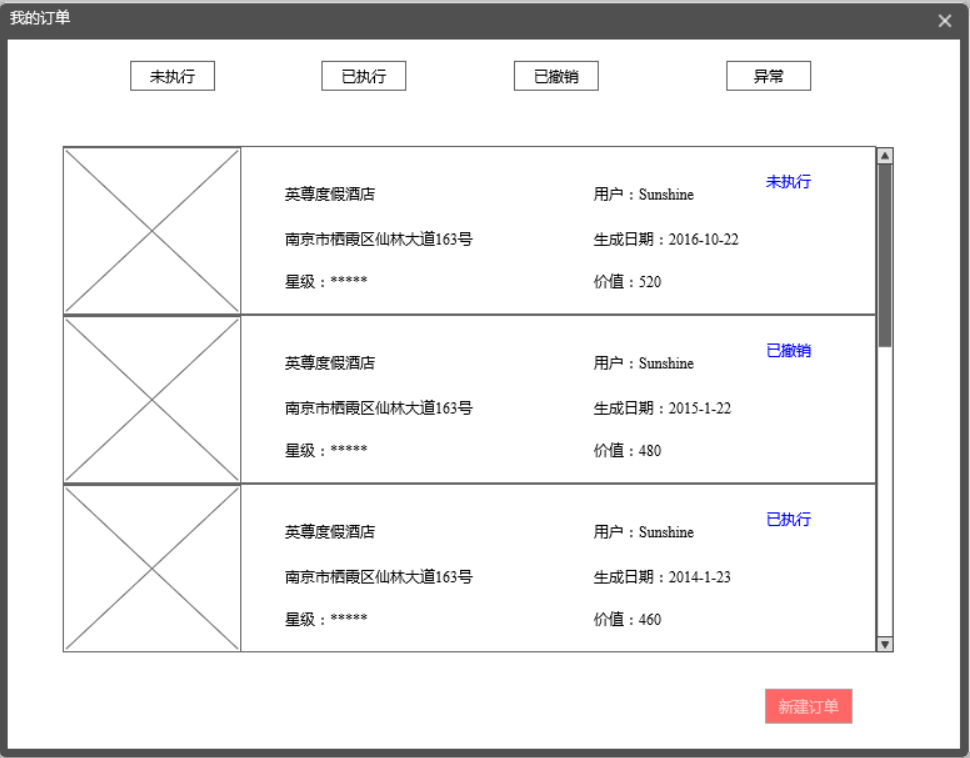 我的订单
未执行 已执行 已撤销 异常
未执行
英尊度假酒店 用户：Sunshine
南京市栖霞区仙林大道163号 生成日期：2016-10-22
星级：***** 价值：520
已撤销
英尊度假酒店 用户：Sunshine
南京市栖霞区仙林大道163号 生成日期：2015-1-22
星级：***** 价值：480
已执行
英尊度假酒店 用户：Sunshine
南京市栖霞区仙林大道163号 生成日期：2014-1-23
星级：***** 价值：460
新建订单